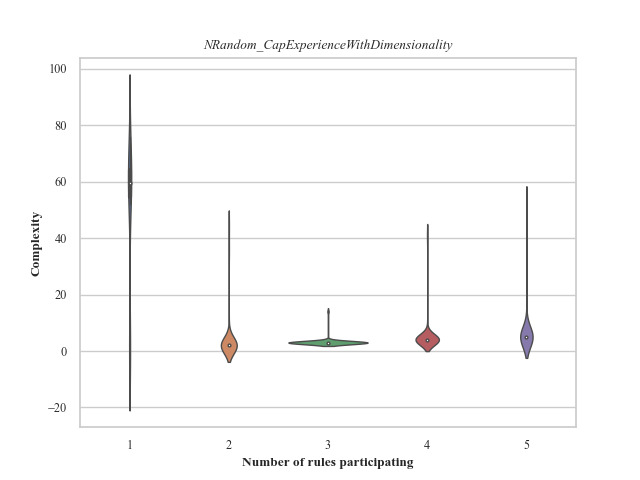 NRandom_CapExperienceWithDimensionality
100
80
60
40
20
0
−20
Complexity
1 2 3 4 5
Number of rules participating